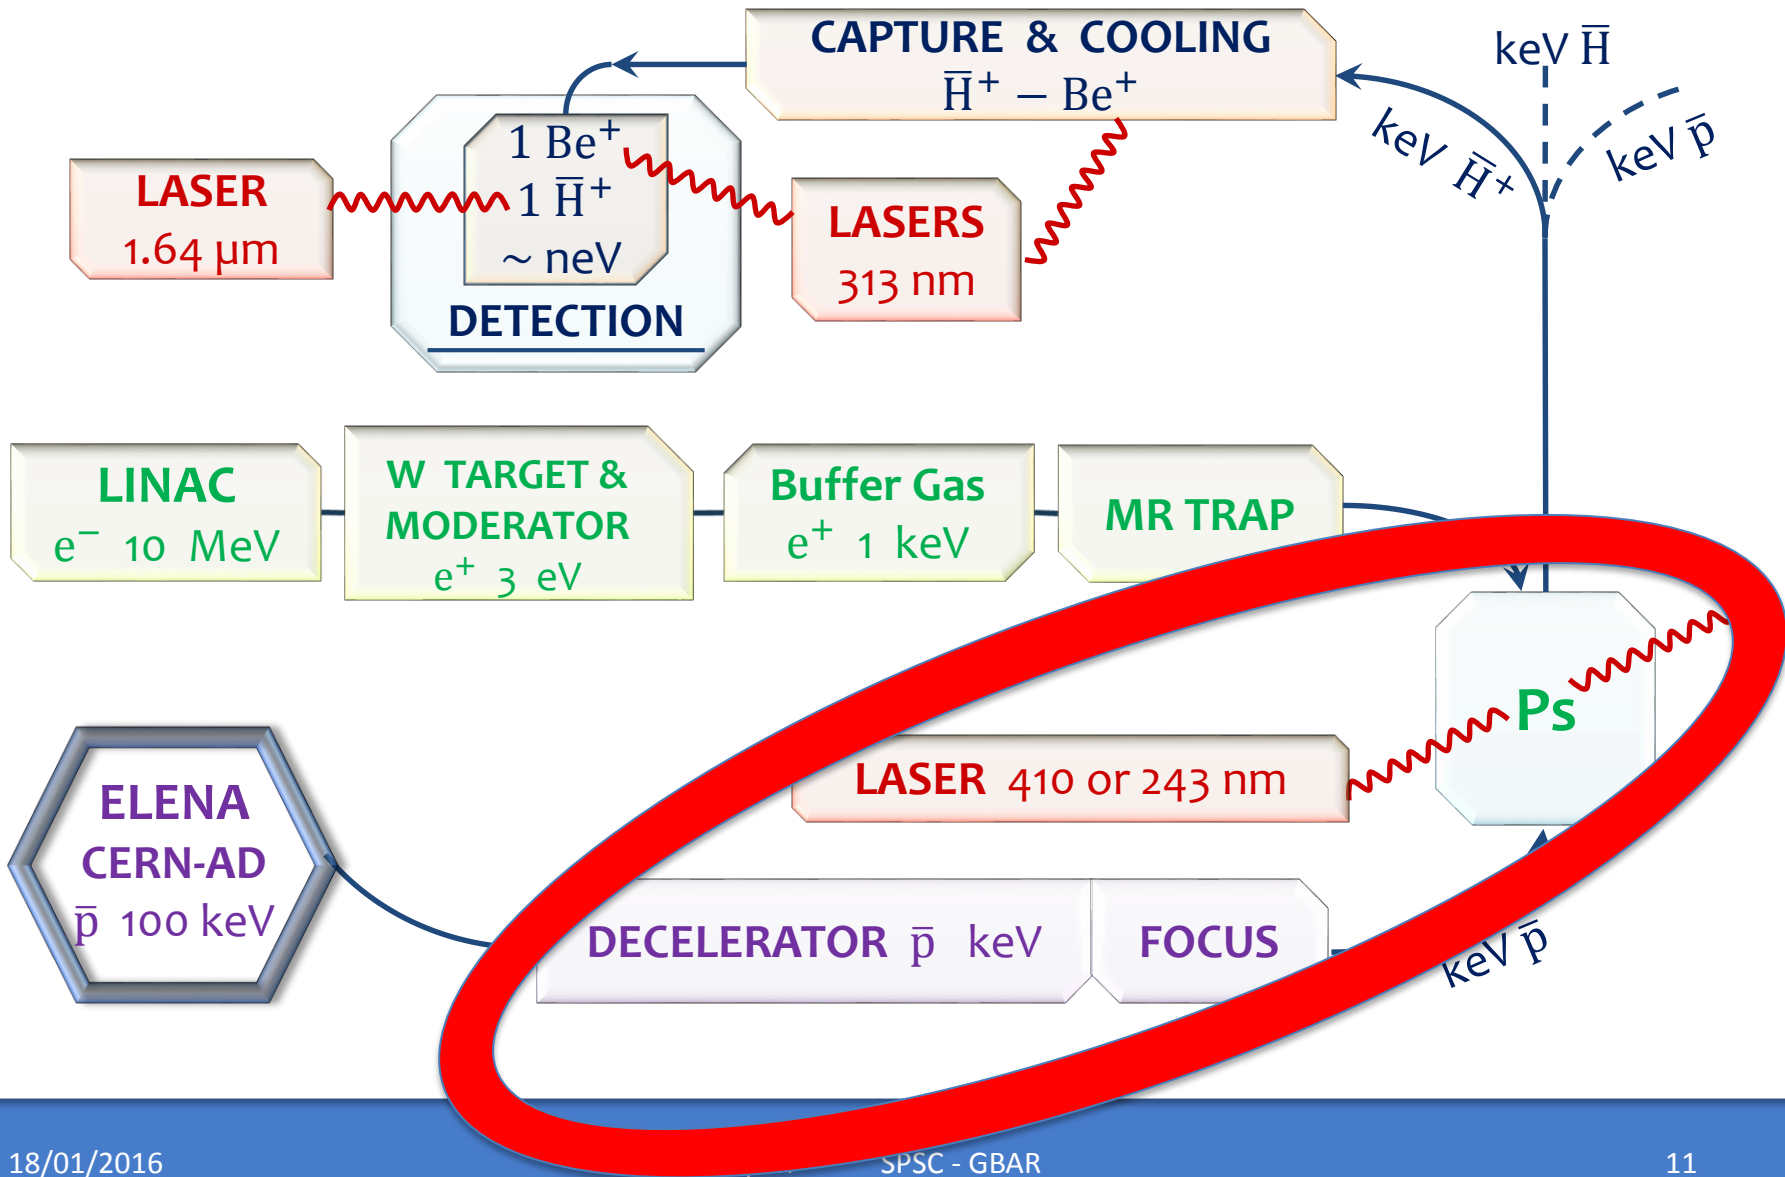 CAPTURE & COOLING
H̅⁺ – Be⁺
keV H̅
keV H̅⁺
keV p̅
1 Be⁺
1 H̅⁺
~ neV
DETECTION
LASER
1.64 µm
LASERS
313 nm
LINAC
e⁻ 10 MeV
W TARGET &
MODERATOR
e⁺ 3 eV
Buffer Gas
e⁺ 1 keV
MR TRAP
Ps
LASER 410 or 243 nm
ELENA
CERN-AD
p̅ 100 keV
DECELERATOR p̅ keV
FOCUS
keV p̅
18/01/2016
SPSC - GBAR
11